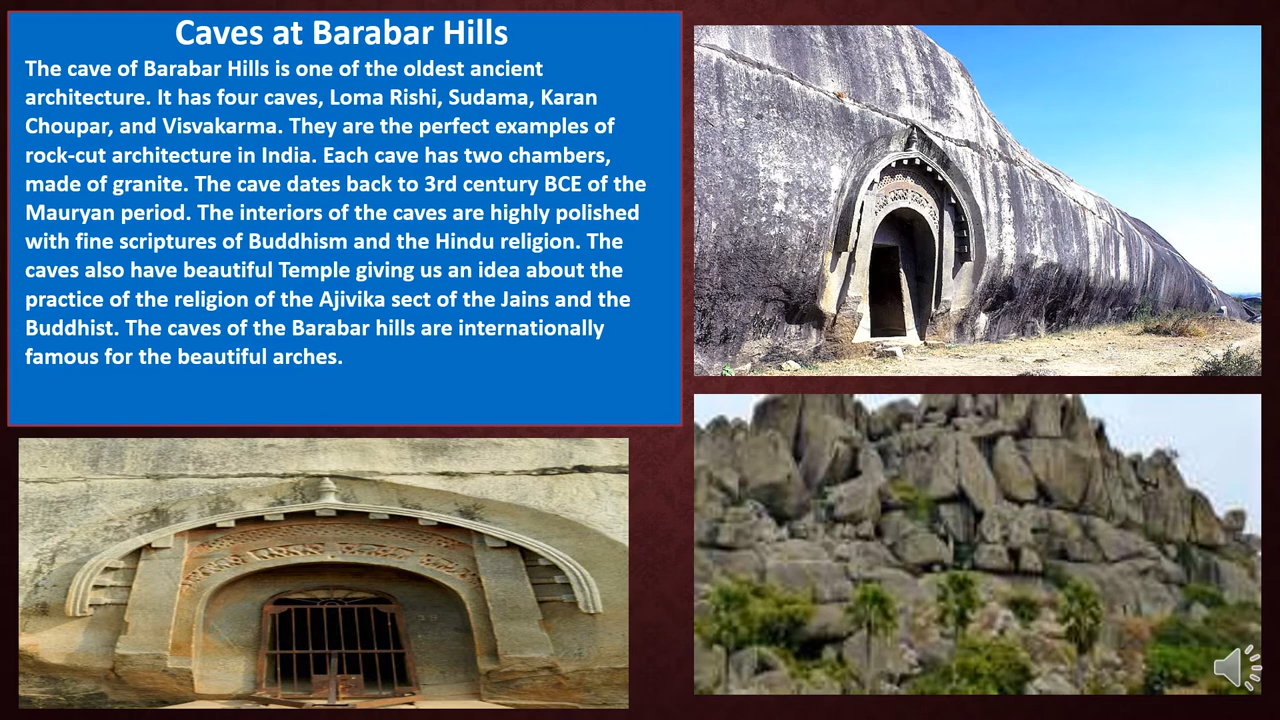 Caves at Barabar Hills
The cave of Barabar Hills is one of the oldest ancient
architecture. It has four caves, Loma Rishi, Sudama, Karan
Choupar, and Visvakarma. They are the perfect examples of
rock-cut architecture in India. Each cave has two chambers,
made of granite. The cave dates back to 3rd century BCE of the
Mauryan period. The interiors of the caves are highly polished
with fine scriptures of Buddhism and the Hindu religion. The
caves also have beautiful Temple giving us an idea about the
practice of the religion of the Ajivika sect of the Jains and the
Buddhist. The caves of the Barabar hills are internationally
famous for the beautiful arches.